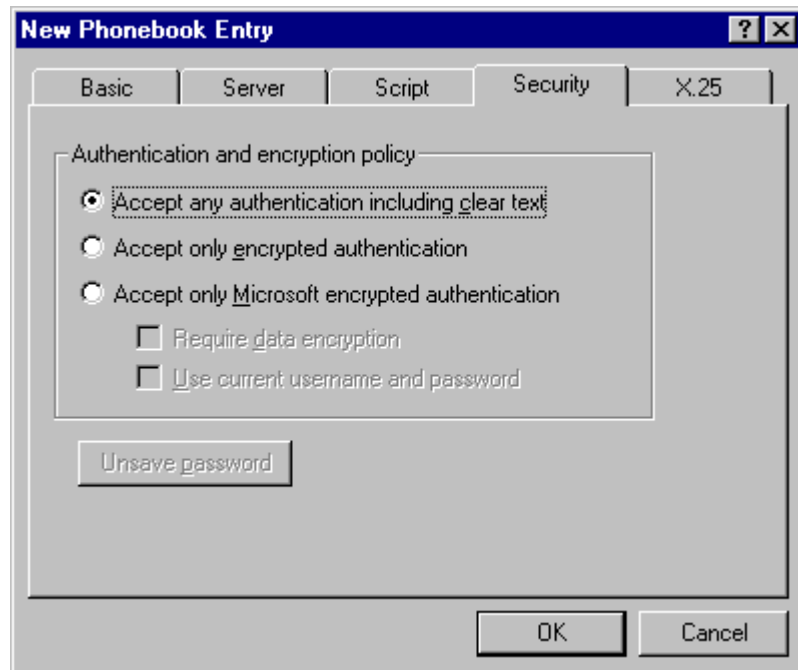 New Phonebook Entry
Basic Server Script Security X.25
Authentication and encryption policy
Accept any authentication including clear text
Accept only encrypted authentication
Accept only Microsoft encrypted authentication
Require data encryption
Use current username and password
Unsave password
OK Cancel